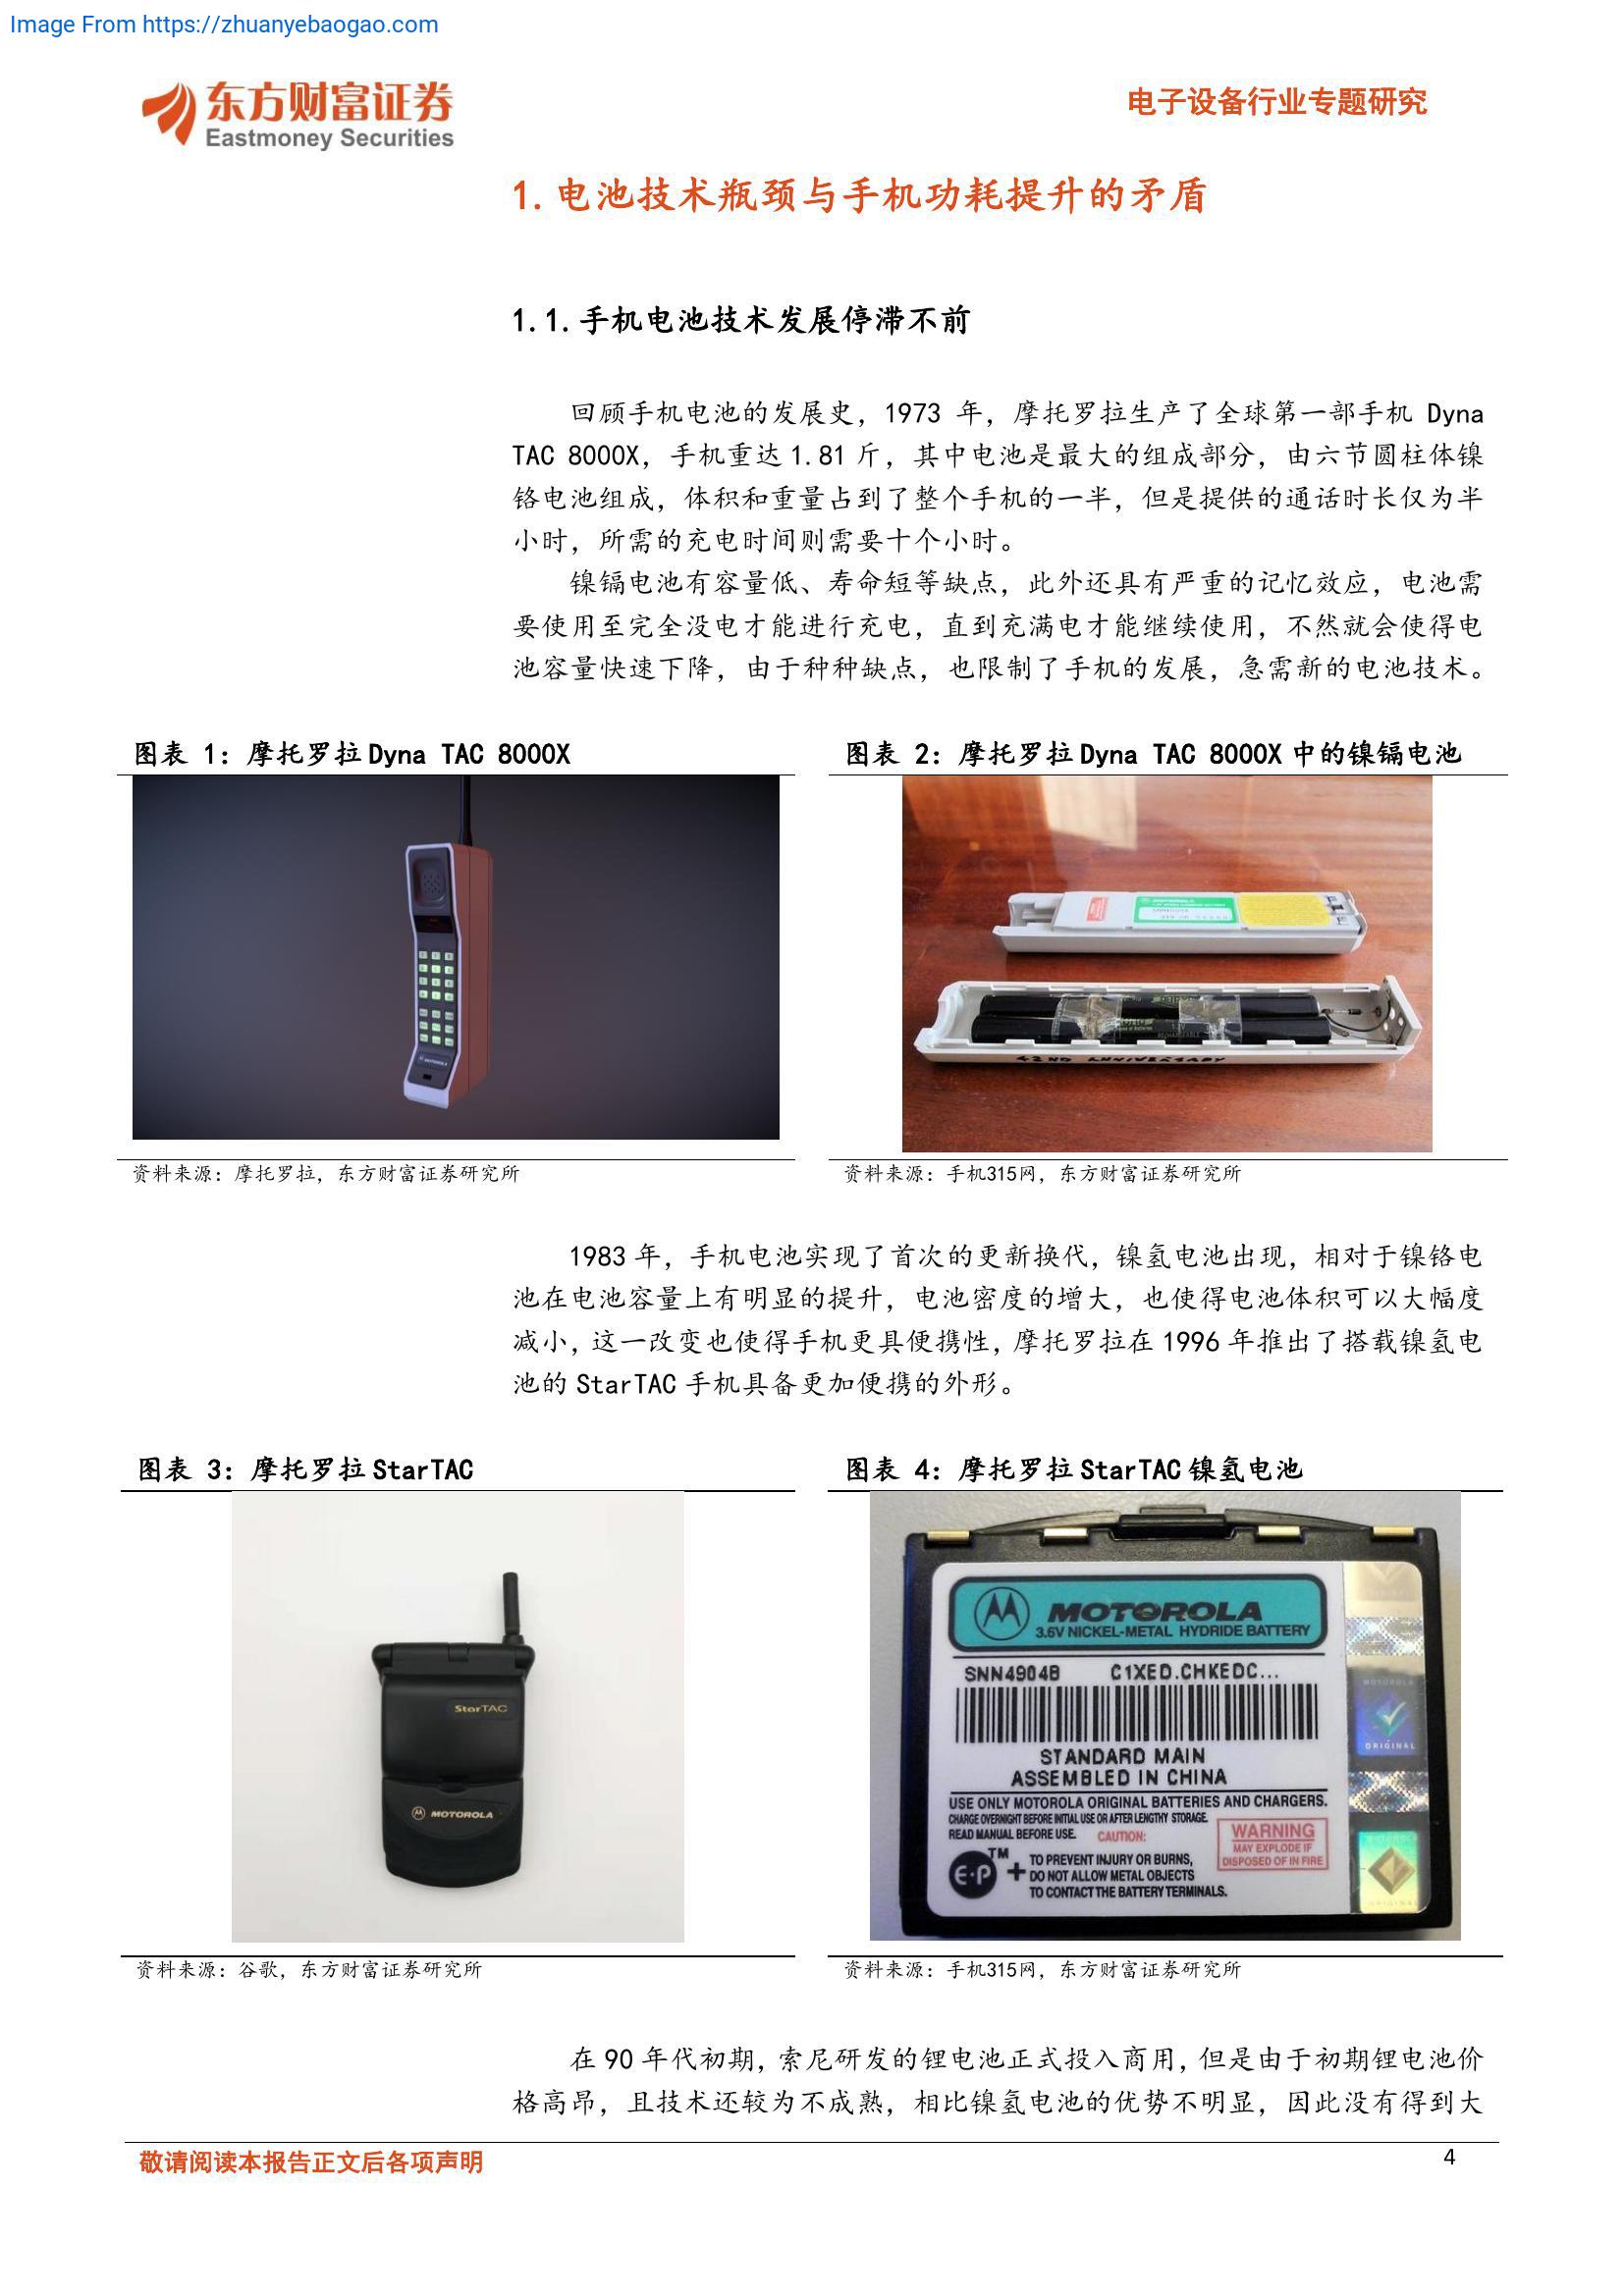 Image From https://zhuanyebaogao.com
东方财富证券
Eastmoney Securities
电子设备行业专题研究
1.电池技术瓶颈与手机功耗提升的矛盾
1.1.手机电池技术发展停滞不前
回顾手机电池的发展史，1973 年，摩托罗拉生产了全球第一部手机 Dyna
TAC 8000X，手机重达 1.81 斤，其中电池是最大的组成部分，由六节圆柱体镍
铬电池组成，体积和重量占到了整个手机的一半，但是提供的通话时长仅为半
小时，所需的充电时间则需要十个小时。
镍镉电池有容量低、寿命短等缺点，此外还具有严重的记忆效应，电池需
要使用至完全没电才能进行充电，直到充满电才能继续使用，不然就会使得电
池容量快速下降，由于种种缺点，也限制了手机的发展，急需新的电池技术。
图表 1：摩托罗拉 Dyna TAC 8000X
图表 2：摩托罗拉 Dyna TAC 8000X 中的镍镉电池
MOTOROLA
MOTOROLA
42ND ANNIVERSARY
资料来源：摩托罗拉，东方财富证券研究所
资料来源：手机315网，东方财富证券研究所
1983 年，手机电池实现了首次的更新换代，镍氢电池出现，相对于镍铬电
池在电池容量上有明显的提升，电池密度的增大，也使得电池体积可以大幅度
减小，这一改变也使得手机更具便携性，摩托罗拉在 1996 年推出了搭载镍氢电
池的 StarTAC 手机具备更加便携的外形。
图表 3：摩托罗拉 StarTAC
图表 4：摩托罗拉 StarTAC 镍氢电池
StarTAC
MOTOROLA
MOTOROLA
3.6V NICKEL-METAL HYDRIDE BATTERY
SNN4904B C1XED.CHKEDC...
STANDARD MAIN
ASSEMBLED IN CHINA
USE ONLY MOTOROLA ORIGINAL BATTERIES AND CHARGERS.
CHARGE OVERNIGHT BEFORE INITIAL USE OR AFTER LENGTHY STORAGE.
READ MANUAL BEFORE USE. CAUTION:
WARNING
MAY EXPLODE IF
DISPOSED OF IN FIRE
E·P TM + TO PREVENT INJURY OR BURNS,
DO NOT ALLOW METAL OBJECTS
TO CONTACT THE BATTERY TERMINALS.
MOTOROLA
ORIGINAL
ORIGINAL
资料来源：谷歌，东方财富证券研究所
资料来源：手机315网，东方财富证券研究所
在 90 年代初期，索尼研发的锂电池正式投入商用，但是由于初期锂电池价
格高昂，且技术还较为不成熟，相比镍氢电池的优势不明显，因此没有得到大
敬请阅读本报告正文后各项声明
4